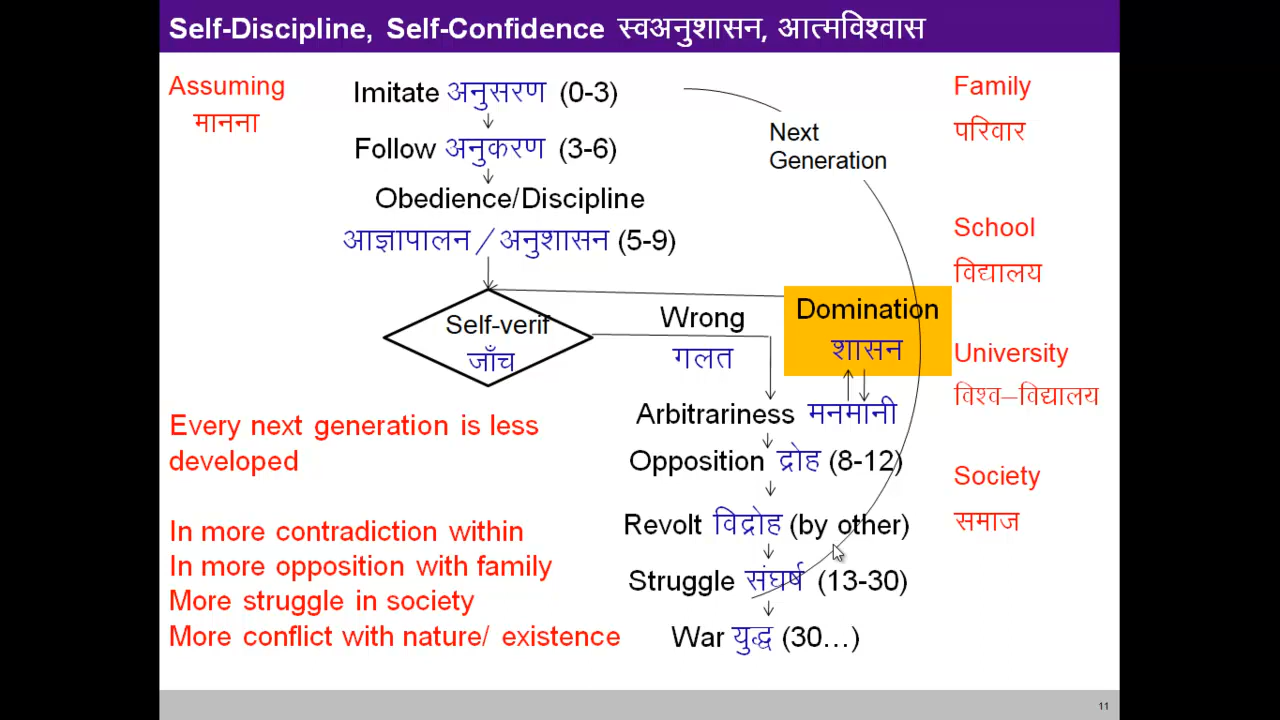 Self-Discipline, Self-Confidence स्वअनुशासन, आत्मविश्वास
Assuming
मानना
Imitate अनुसरण (0-3)
Follow अनुकरण (3-6)
Obedience/Discipline
आज्ञापालन / अनुशासन (5-9)
Self-verif
जाँच
Wrong
गलत
Next
Generation
Domination
शासन
Arbitrariness मनमानी
Opposition द्रोह (8-12)
Revolt विद्रोह (by other)
Struggle संघर्ष (13-30)
War युद्ध (30...)
Family
परिवार
School
विद्यालय
University
विश्व–विद्यालय
Society
समाज
Every next generation is less
developed
In more contradiction within
In more opposition with family
More struggle in society
More conflict with nature/ existence
11